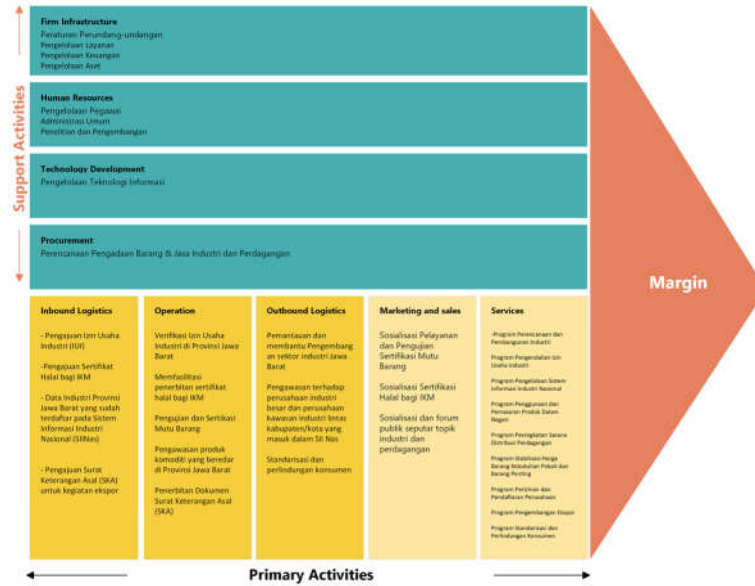 Support Activities
Firm Infrastructure
Peraturan Perundang-undangan
Pengelolaan Layanan
Pengelolaan Keuangan
Pengelolaan Aset
Human Resources
Pengelolaan Pegawai
Administrasi Umum
Penelitian dan Pengembangan
Technology Development
Pengelolaan Teknologi Informasi
Procurement
Perencanaan Pengadaan Barang & Jasa Industri dan Perdagangan
Margin
Inbound Logistics
- Pengajuan Izin Usaha
Industri (IUI)
-Pengajuan Sertifikat
Halal bagi IKM
- Data Industri Provinsi
Jawa Barat yang sudah
terdaftar pada Sistem
Informasi Industri
Nasional (SIINas)
- Pengajuan Surat
Keterangan Asal (SKA)
untuk kegiatan ekspor
Operation
Verifikasi Izin Usaha
Industri di Provinsi Jawa
Barat
Memfasilitasi
penerbitan sertifikat
halal bagi IKM
Pengujian dan Sertikasi
Mutu Barang
Pengawasan produk
komoditi yang beredar
di Provinsi Jawa Barat
Penerbitan Dokumen
Surat Keterangan Asal
(SKA)
Outbound Logistics
Pemantauan dan
membantu Pengembang
an sektor industri Jawa
Barat
Pengawasan terhadap
perusahaan industri
besar dan perusahaan
kawasan industri lintas
kabupaten/kota yang
masuk dalam SII Nas
Standarisasi dan
perlindungan konsumen
Marketing and sales
Sosialisasi Pelayanan
dan Pengujian
Sertifikasi Mutu
Barang
Sosialisasi Sertifikasi
Halal bagi IKM
Sosialisasi dan forum
publik seputar topik
industri dan
perdagangan
Services
-Program Perencanaan dan
Pembangunan Industri
Program Pengendalian Izin
Usaha Industri
Program Pengelolaan Sistem
Informasi Industri Nasional
Program Penggunaan dan
Pemasaran Produk Dalam
Negeri
Program Peningkatan Sarana
Distribusi Perdagangan
Program Stabilisasi Harga
Barang Kebutuhan Pokok dan
Barang Penting
Program Perizinan dan
Pendaftaran Perusahaan
Program Pengembangan Ekspor
Program Standarisasi dan
Perlindungan Konsumen
Primary Activities